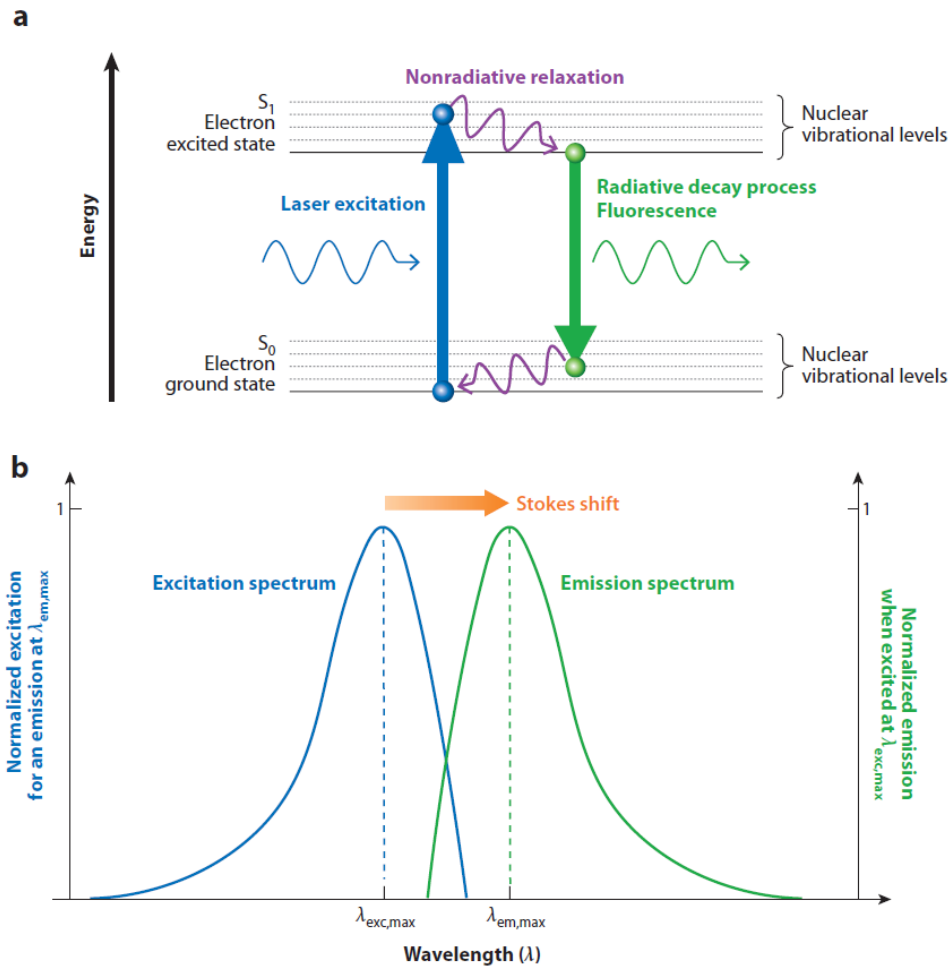 a
Nonradiative relaxation
S₁
Electron
excited state
Nuclear
vibrational levels
Laser excitation
Radiative decay process
Fluorescence
Energy
S₀
Electron
ground state
Nuclear
vibrational levels
b
1
Stokes shift
1
Excitation spectrum
Emission spectrum
Normalized excitation
for an emission at λem,max
Normalized emission
when excited at λexc,max
λexc,max
λem,max
Wavelength (λ)